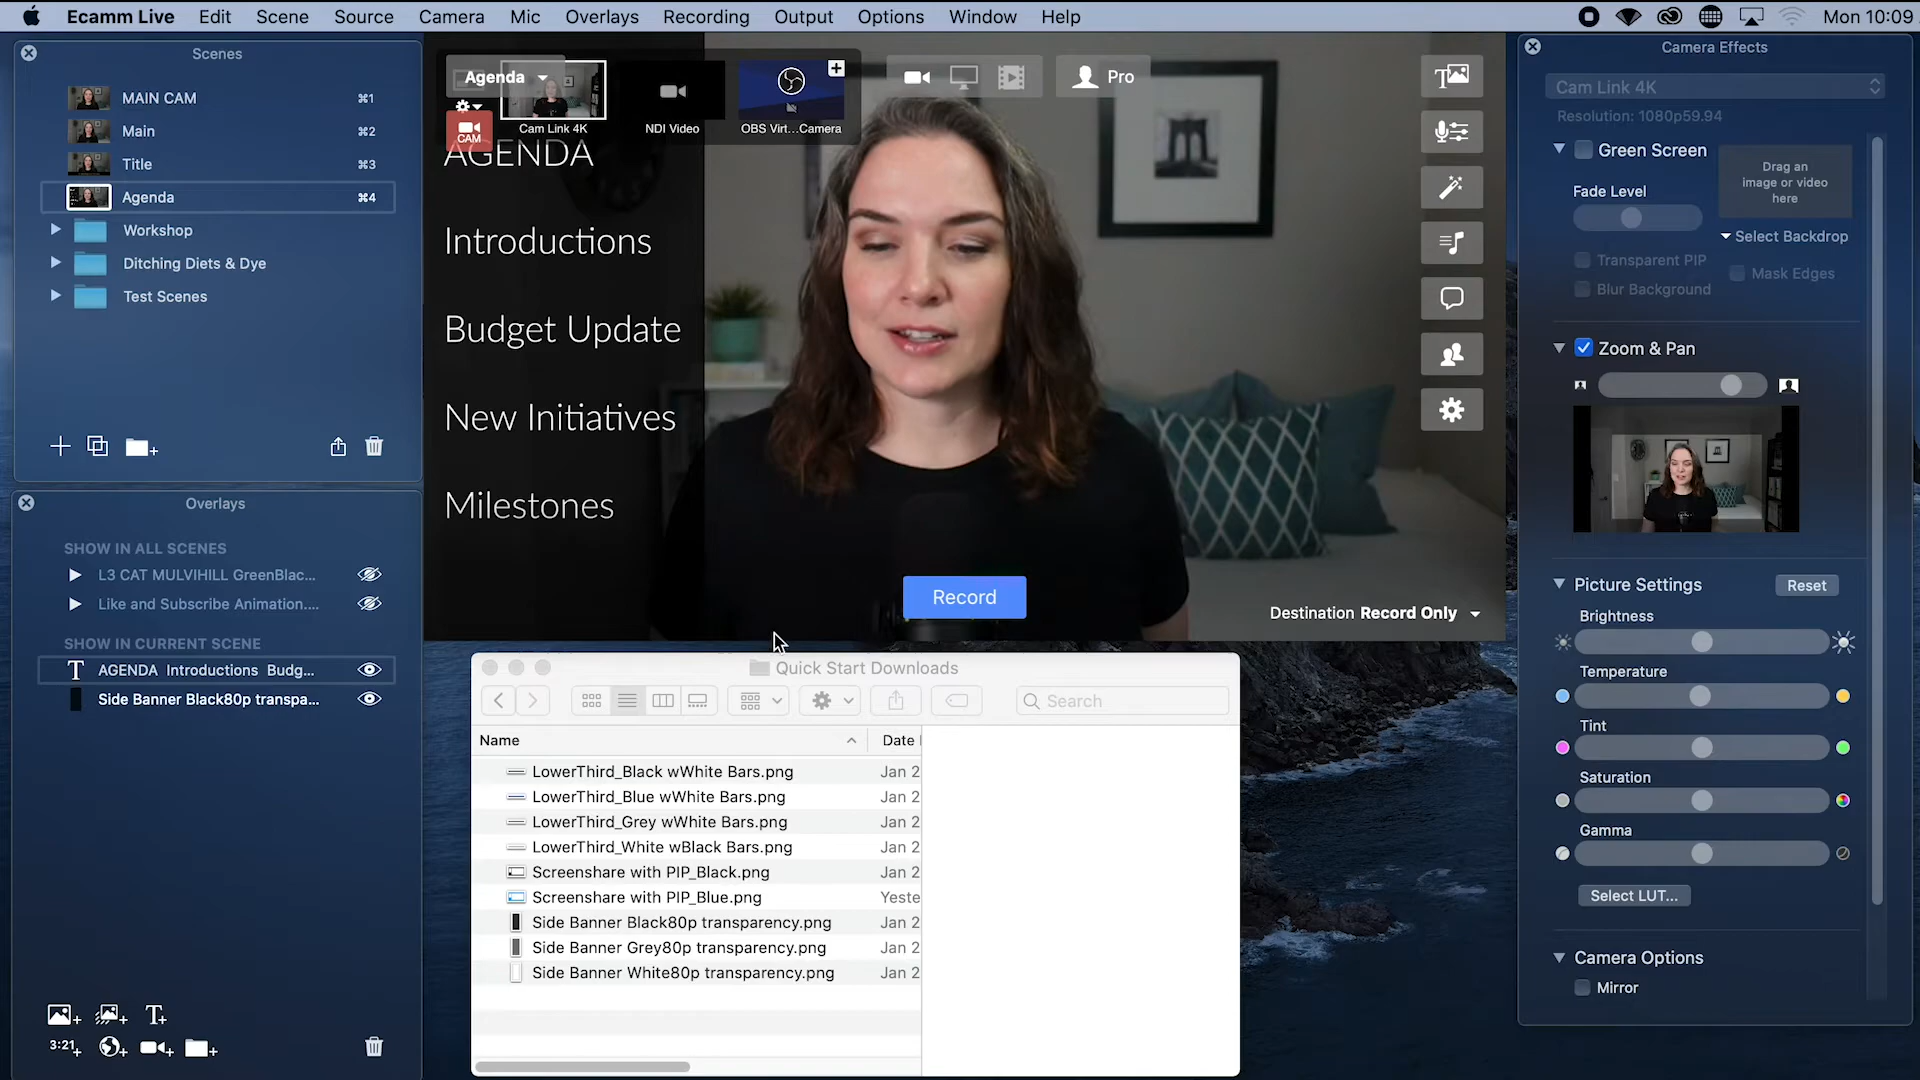 Ecamm Live Edit Scene Source Camera Mic Overlays Recording Output Options Window Help Mon 10:09
Scenes
MAIN CAM ⌘1
Main ⌘2
Title ⌘3
Agenda ⌘4
Workshop
Ditching Diets & Dye
Test Scenes
Overlays
SHOW IN ALL SCENES
L3 CAT MULVIHILL GreenBlac...
Like and Subscribe Animation....
SHOW IN CURRENT SCENE
T AGENDA Introductions Budg...
Side Banner Black80p transpa...
T+
3:21+
Agenda
CAM
Cam Link 4K
NDI Video
OBS Virt...Camera
Pro
AGENDA
Introductions
Budget Update
New Initiatives
Milestones
Record
Destination Record Only
Quick Start Downloads
Search
Name Date
LowerThird_Black wWhite Bars.png Jan 2
LowerThird_Blue wWhite Bars.png Jan 2
LowerThird_Grey wWhite Bars.png Jan 2
LowerThird_White wBlack Bars.png Jan 2
Screenshare with PIP_Black.png Jan 2
Screenshare with PIP_Blue.png Yeste
Side Banner Black80p transparency.png Jan 2
Side Banner Grey80p transparency.png Jan 2
Side Banner White80p transparency.png Jan 2
Camera Effects
Cam Link 4K
Resolution: 1080p59.94
Green Screen
Drag an
image or video
here
Fade Level
Select Backdrop
Transparent PIP
Mask Edges
Blur Background
Zoom & Pan
Picture Settings Reset
Brightness
Temperature
Tint
Saturation
Gamma
Select LUT...
Camera Options
Mirror